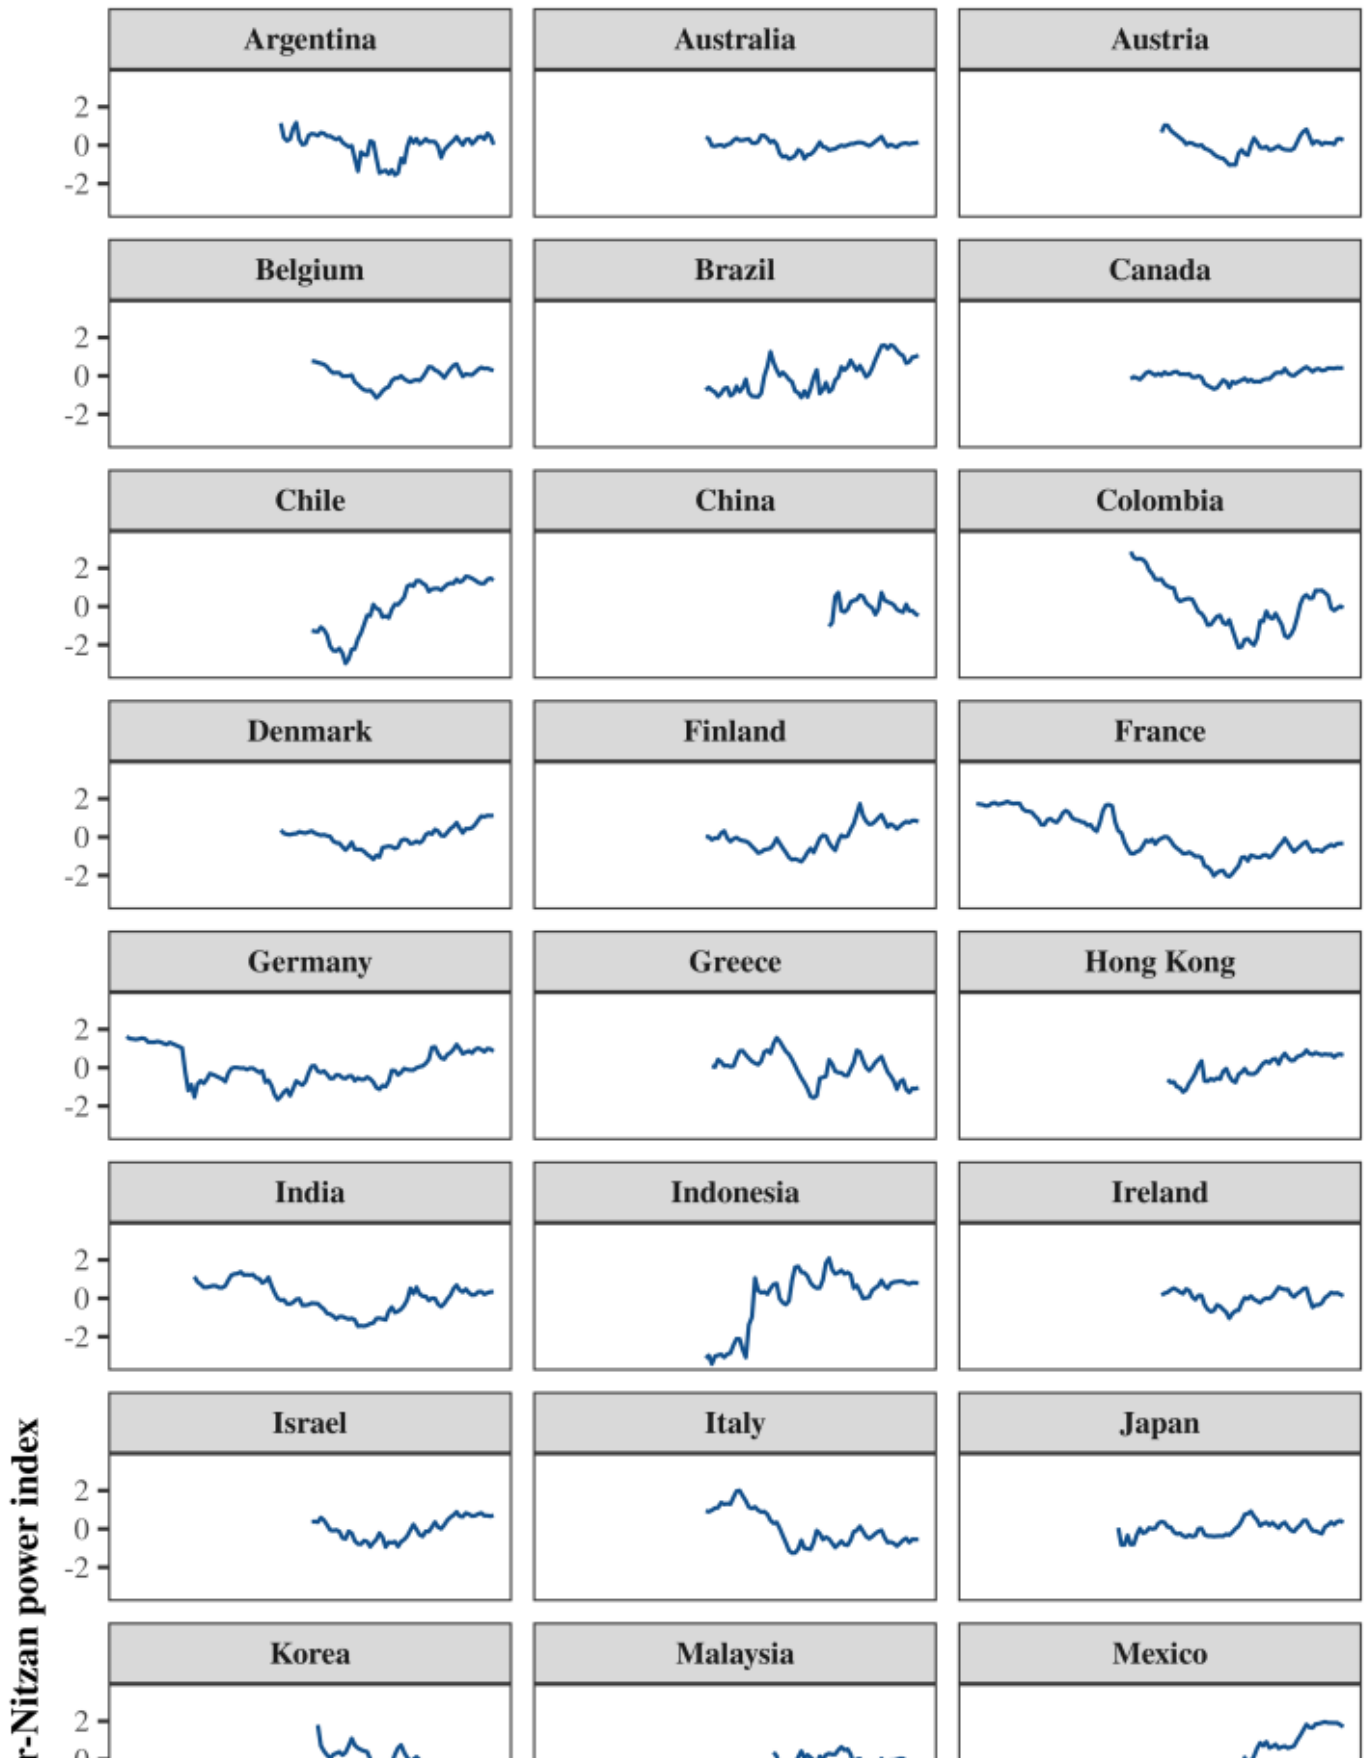 Argentina Australia Austria
2
0
-2
Belgium Brazil Canada
2
0
-2
Chile China Colombia
2
0
-2
Denmark Finland France
2
0
-2
Germany Greece Hong Kong
2
0
-2
India Indonesia Ireland
2
0
-2
Israel Italy Japan
2
0
-2
Korea Malaysia Mexico
2
0
r-Nitzan power index